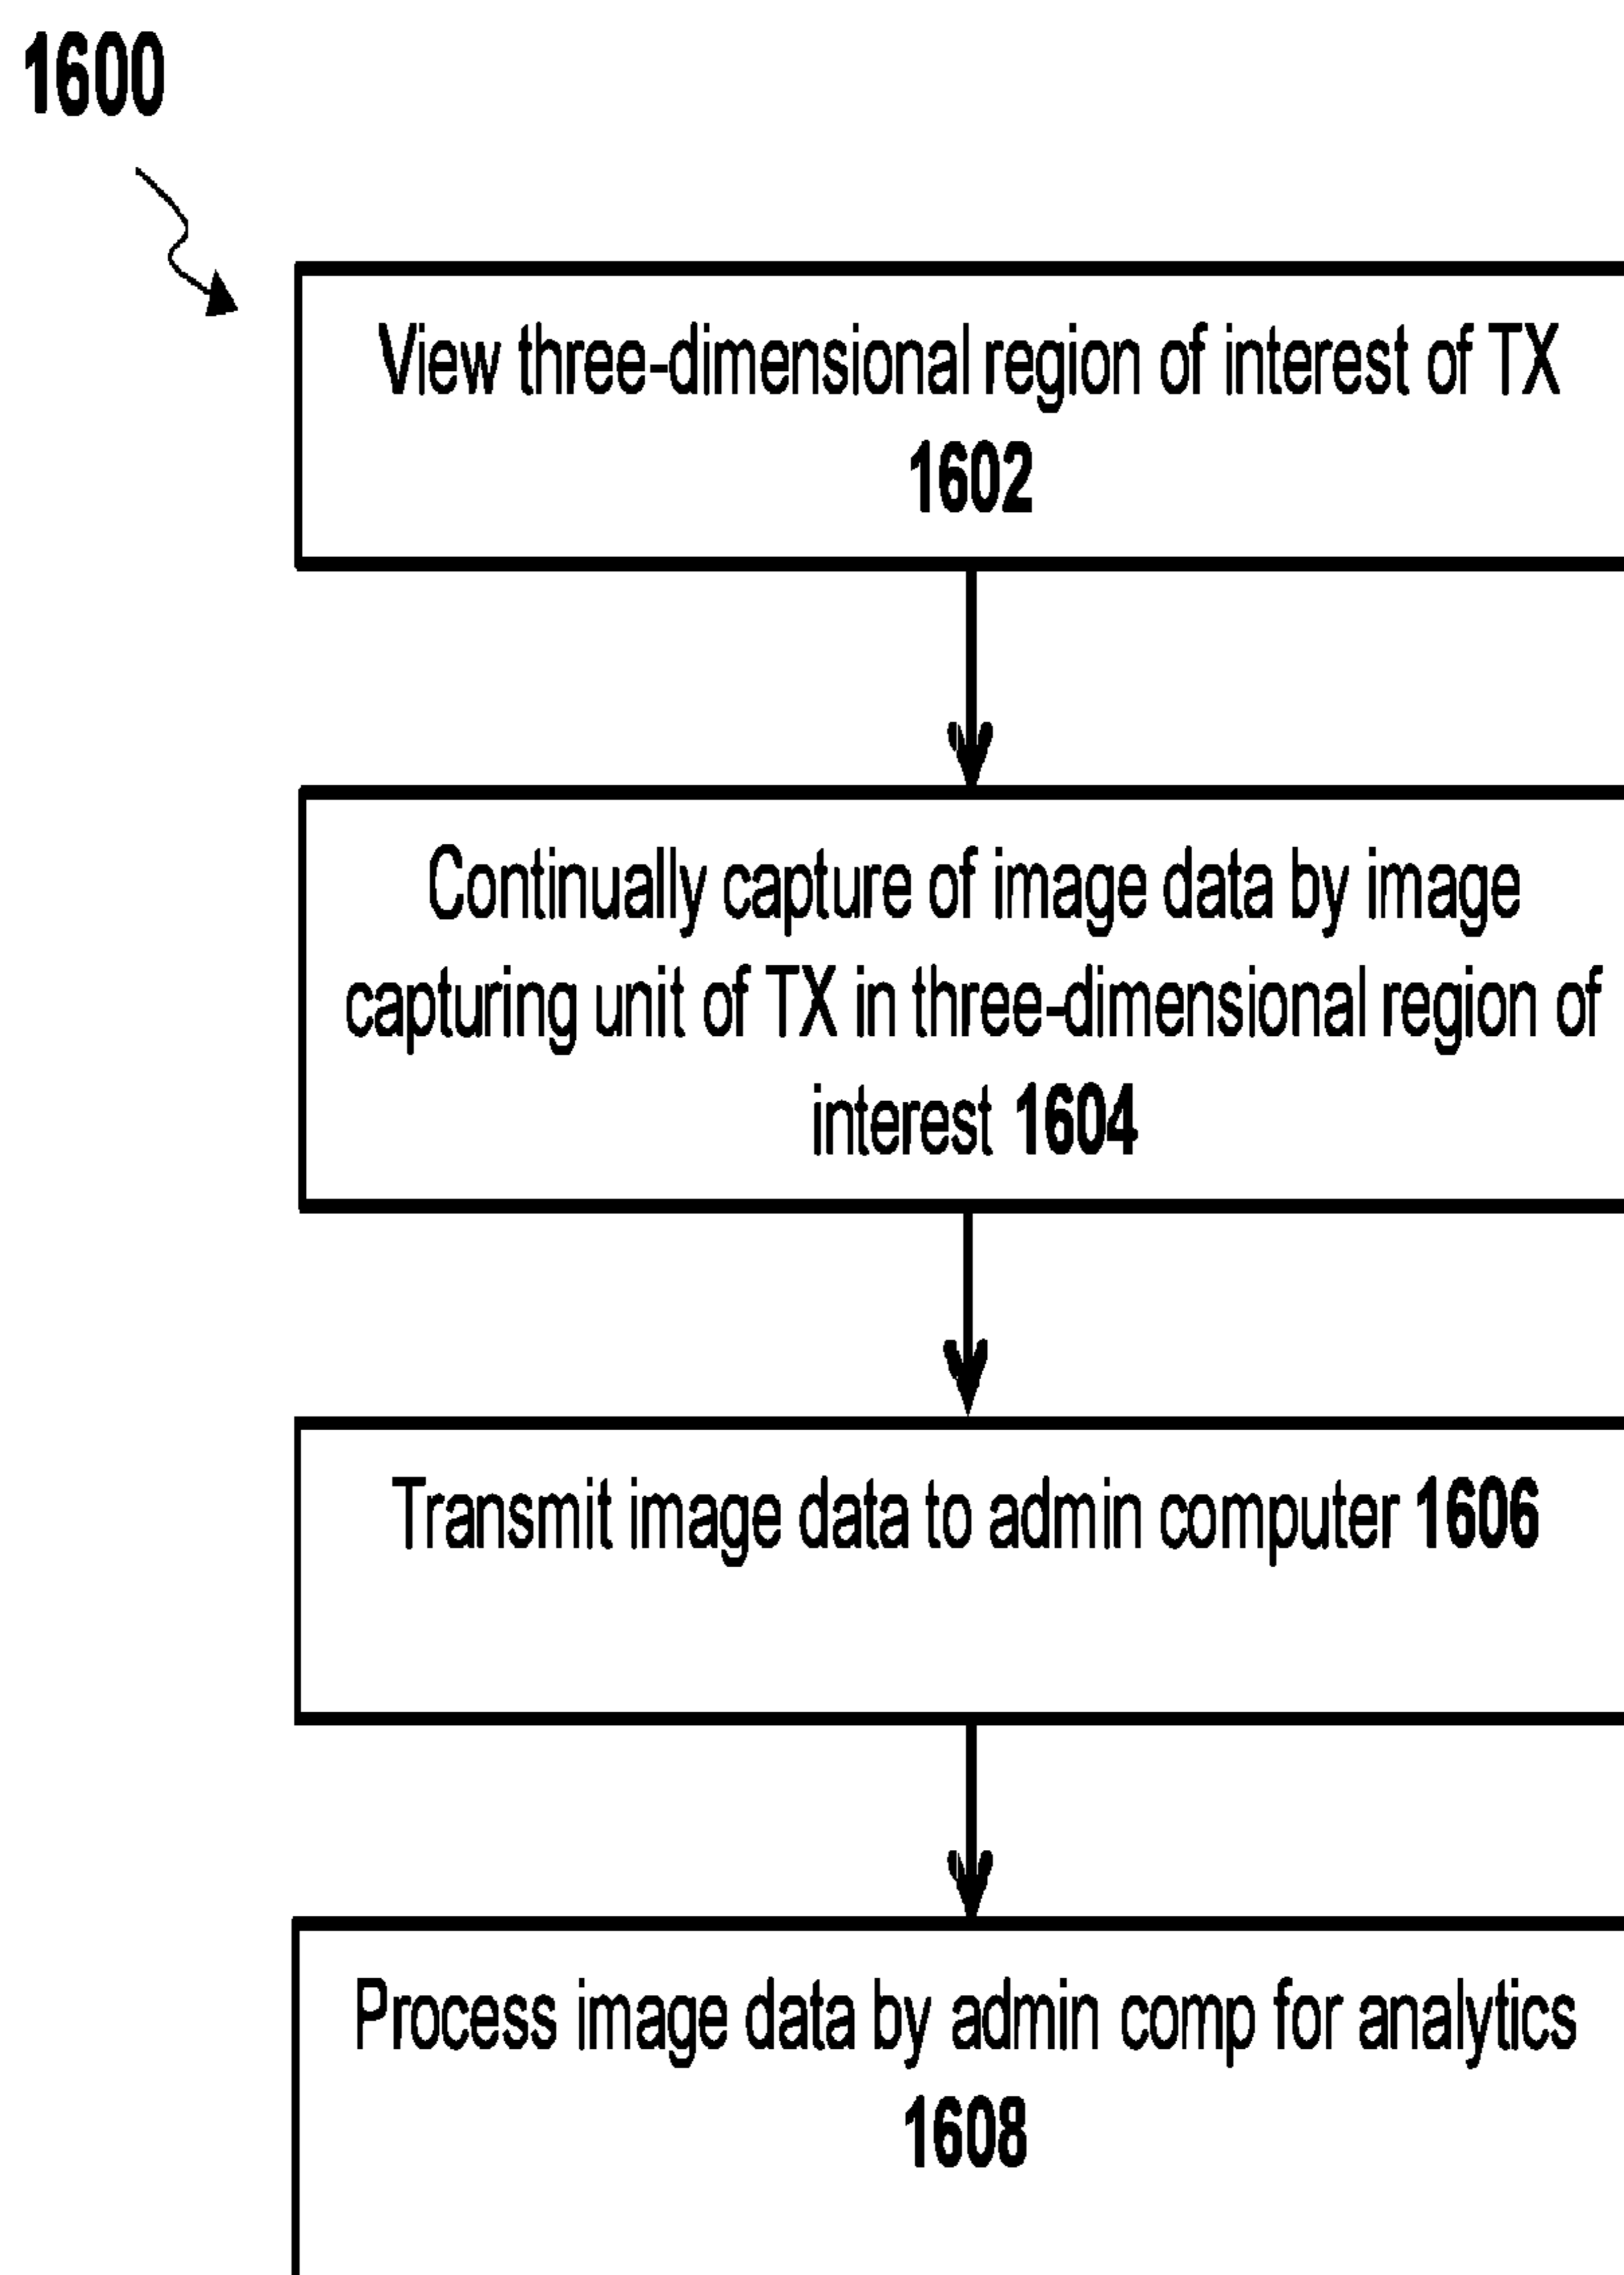 1600
View three-dimensional region of interest of TX
1602
Continually capture of image data by image
capturing unit of TX in three-dimensional region of
interest 1604
Transmit image data to admin computer 1606
Process image data by admin comp for analytics
1608